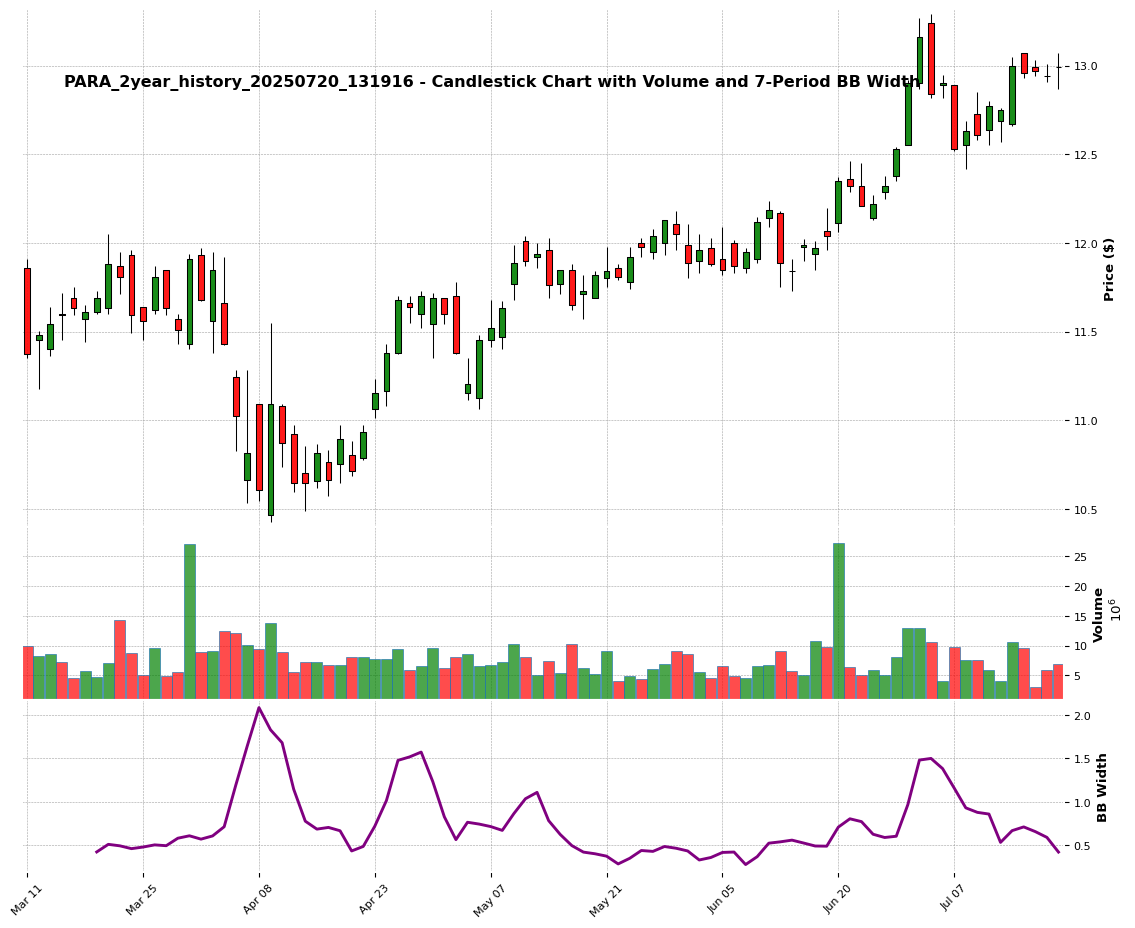 PARA_2year_history_20250720_131916 - Candlestick Chart with Volume and 7-Period BB Width
13.0
12.5
12.0
11.5
11.0
10.5
Price ($)
25
20
15
10
5
Volume
10^6
2.0
1.5
1.0
0.5
BB Width
Mar 11
Mar 25
Apr 08
Apr 23
May 07
May 21
Jun 05
Jun 20
Jul 07